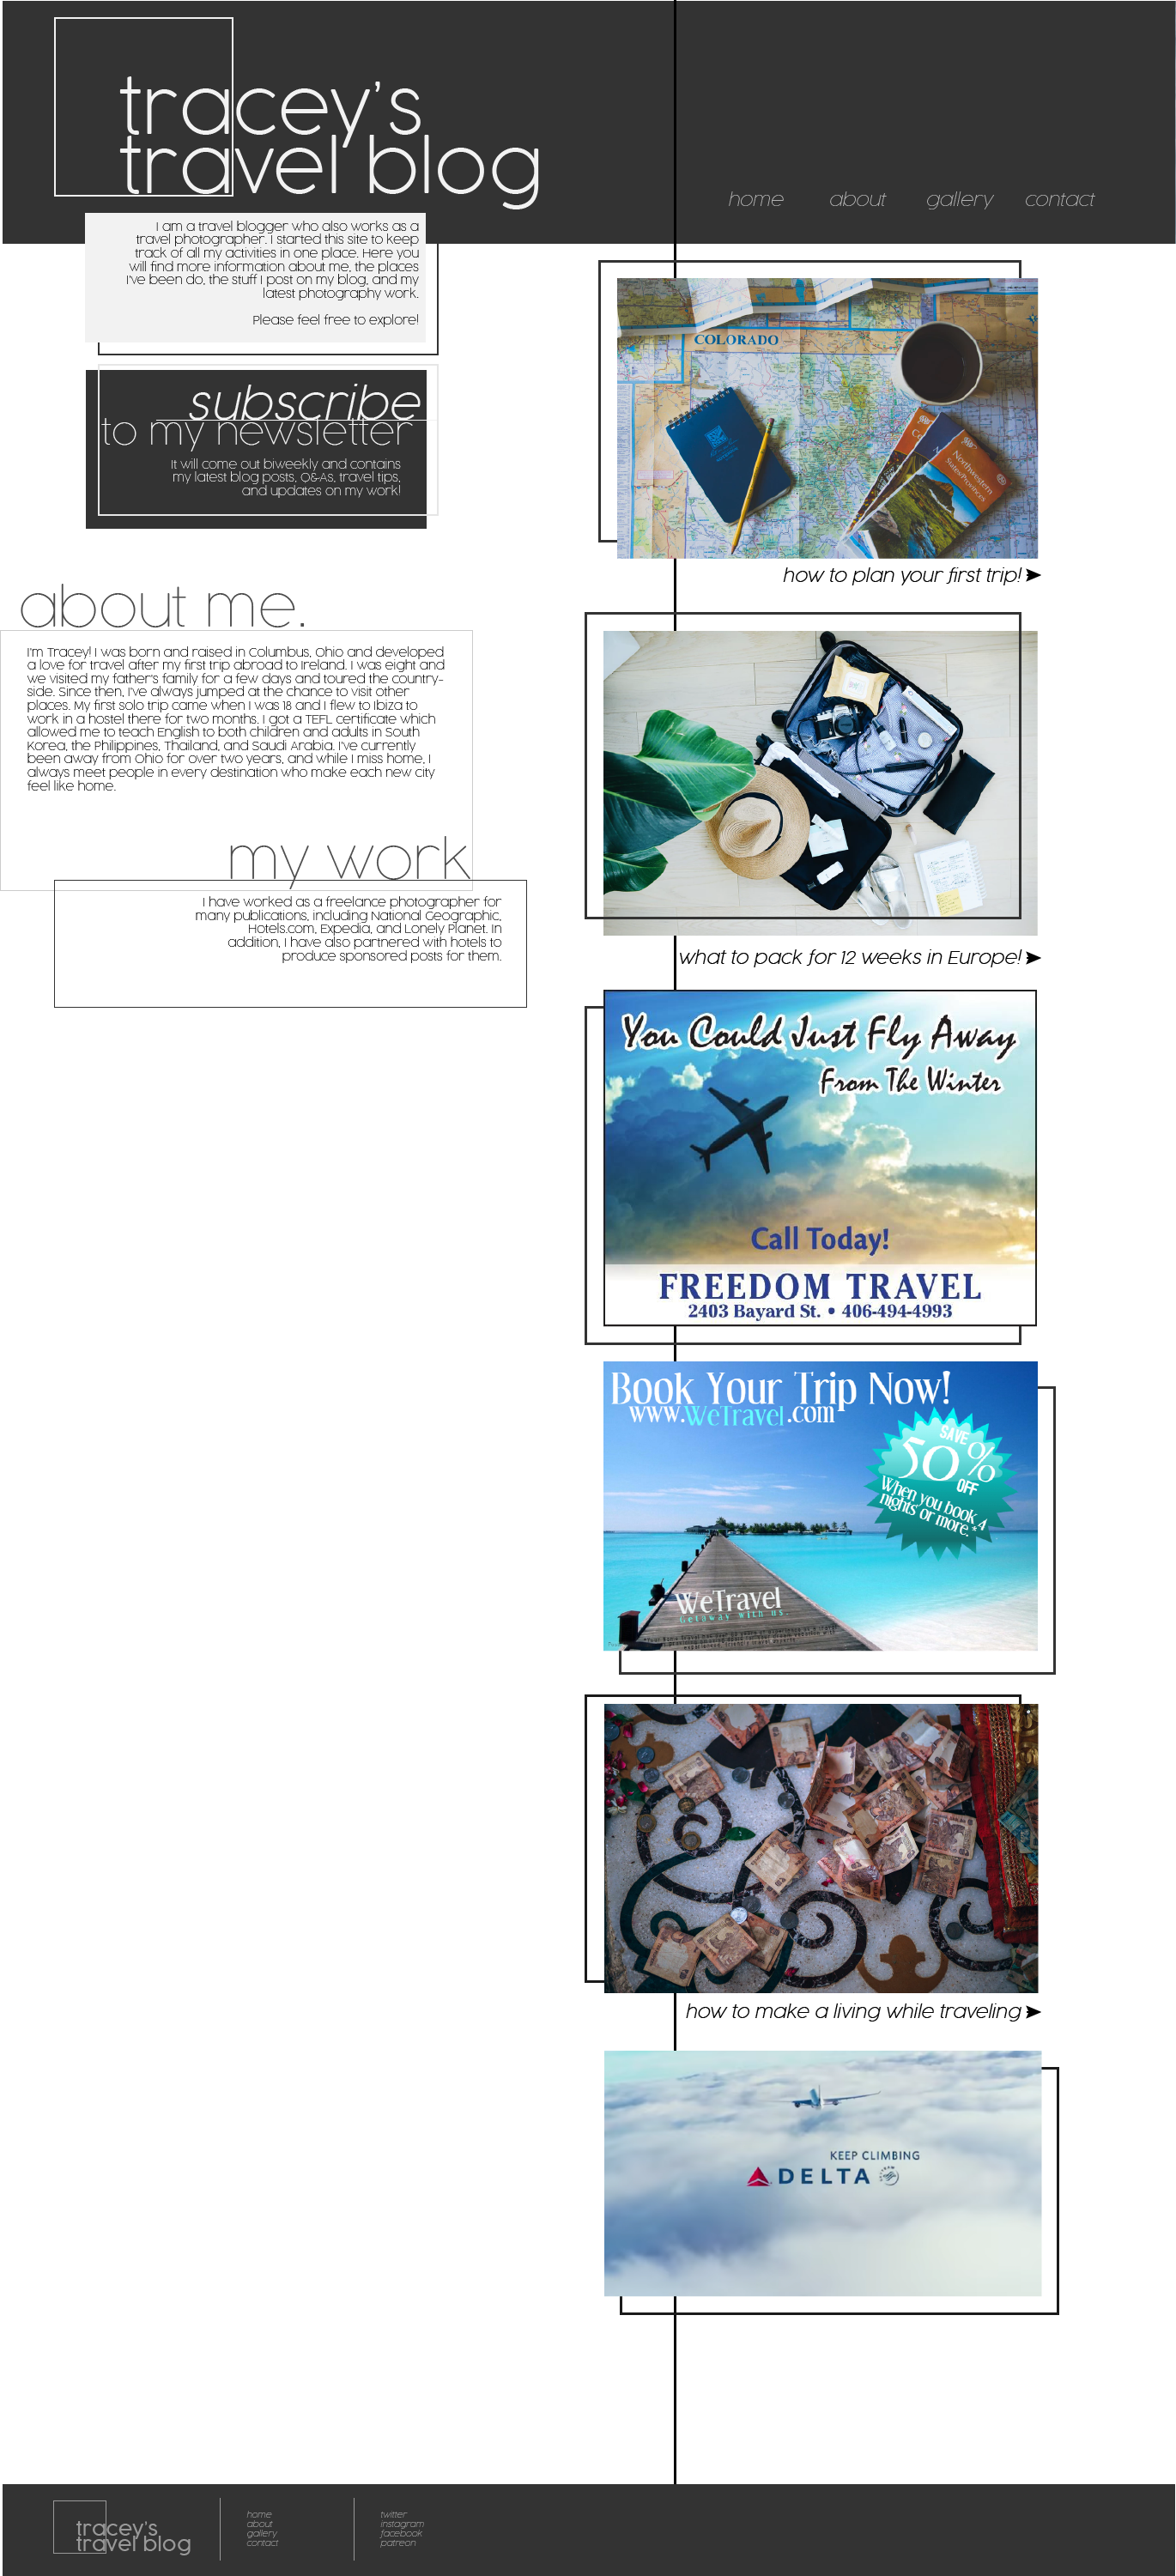 tracey's
travel blog
home about gallery contact
I am a travel blogger who also works as a
travel photographer. I started this site to keep
track of all my activities in one place. Here you
will find more information about me, the places
I've been do, the stuff I post on my blog, and my
latest photography work.
Please feel free to explore!
subscribe
to my newsletter
It will come out biweekly and contains
my latest blog posts, Q&As, travel tips,
and updates on my work!
about me.
I'm Tracey! I was born and raised in Columbus, Ohio and developed
a love for travel after my first trip abroad to Ireland. I was eight and
we visited my father's family for a few days and toured the country-
side. Since then, I've always jumped at the chance to visit other
places. My first solo trip came when I was 18 and I flew to Ibiza to
work in a hostel there for two months. I got a TEFL certificate which
allowed me to teach English to both children and adults in South
Korea, the Philippines, Thailand, and Saudi Arabia. I've currently
been away from Ohio for over two years, and while I miss home, I
always meet people in every destination who make each new city
feel like home.
my work
I have worked as a freelance photographer for
many publications, including National Geographic,
Hotels.com, Expedia, and Lonely Planet. In
addition, I have also partnered with hotels to
produce sponsored posts for them.
COLORADO
Northwestern
States/Provinces
how to plan your first trip!
what to pack for 12 weeks in Europe!
You Could Just Fly Away
From The Winter
Call Today!
FREEDOM TRAVEL
2403 Bayard St. • 406-494-4993
Book Your Trip Now!
www.WeTravel.com
SAVE
50%
OFF
When you book 4
nights or more.*
WeTravel
Getaway with us.
how to make a living while traveling
KEEP CLIMBING
DELTA
tracey's
travel blog
home
about
gallery
contact
twitter
instagram
facebook
patreon